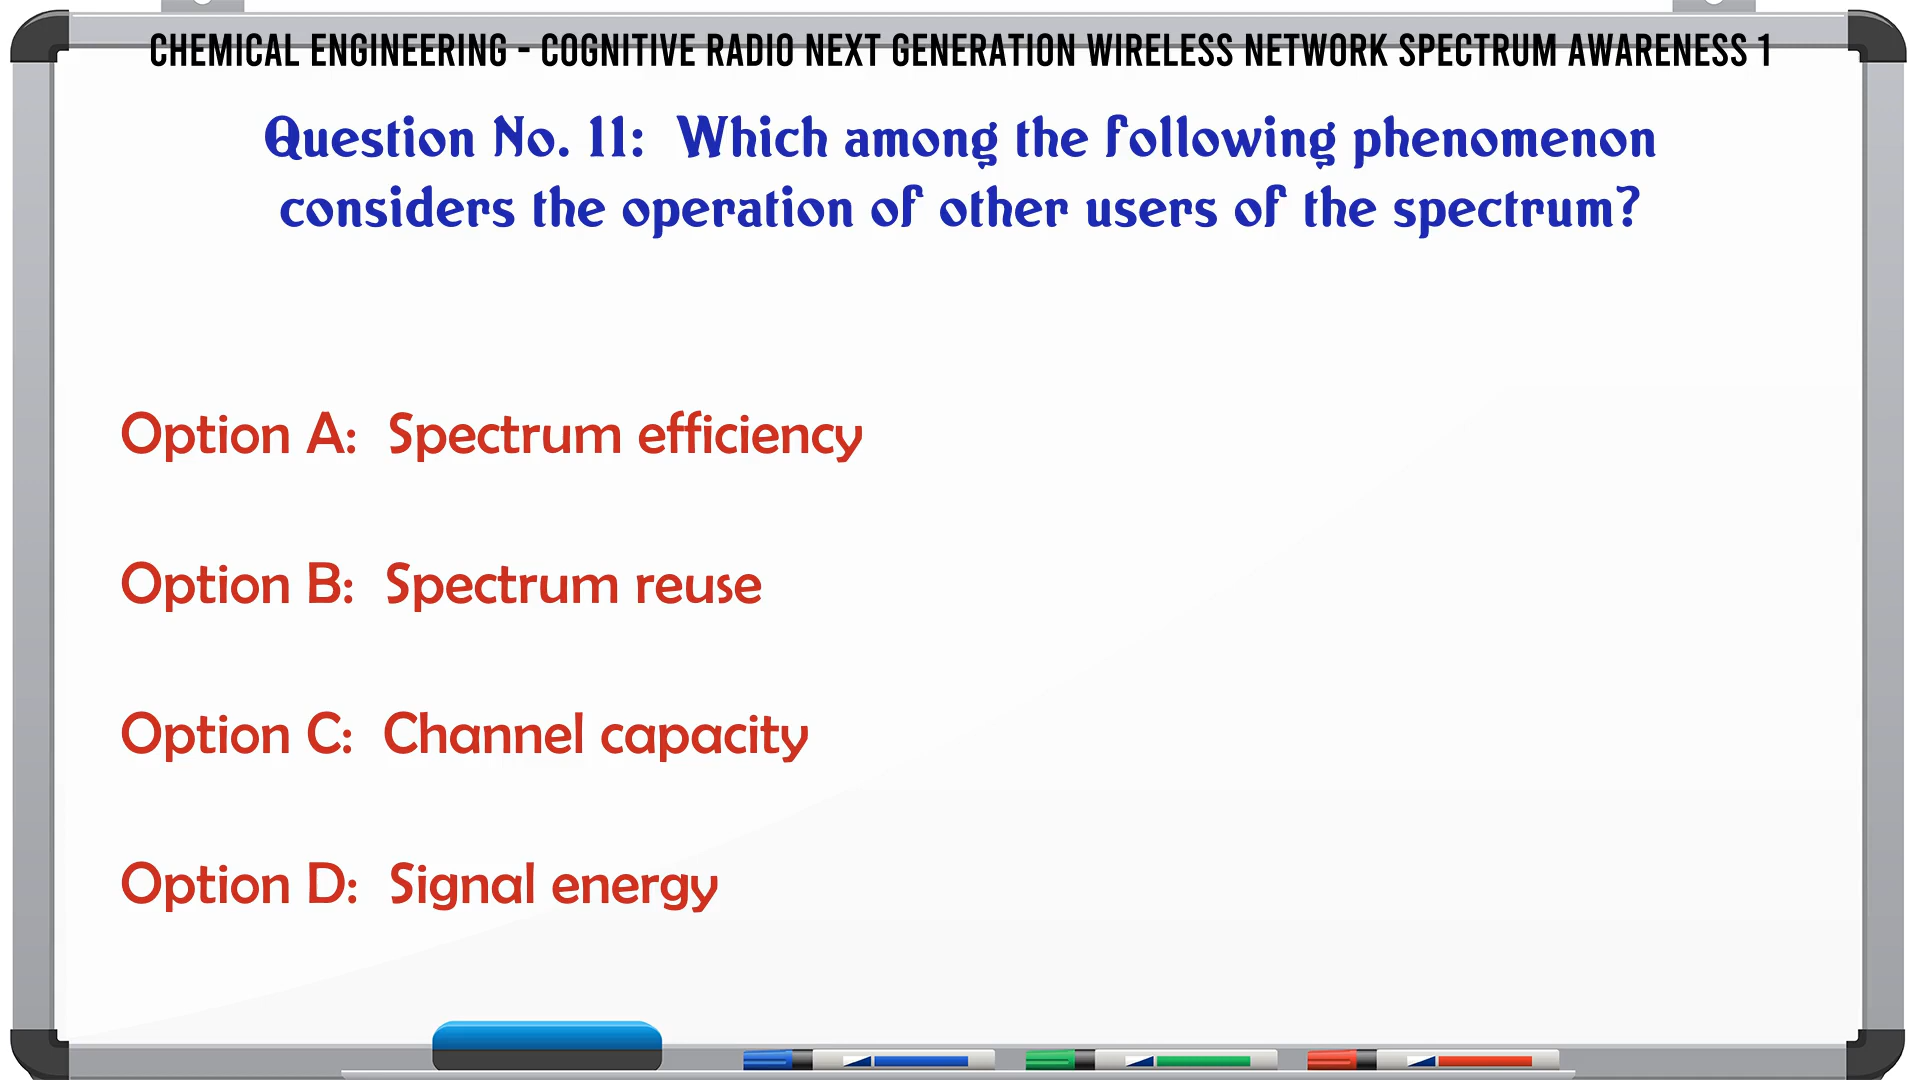 CHEMICAL ENGINEERING - COGNITIVE RADIO NEXT GENERATION WIRELESS NETWORK SPECTRUM AWARENESS 1
Question No. 11:  Which among the following phenomenon
considers the operation of other users of the spectrum?
Option A:  Spectrum efficiency
Option B:  Spectrum reuse
Option C:  Channel capacity
Option D:  Signal energy